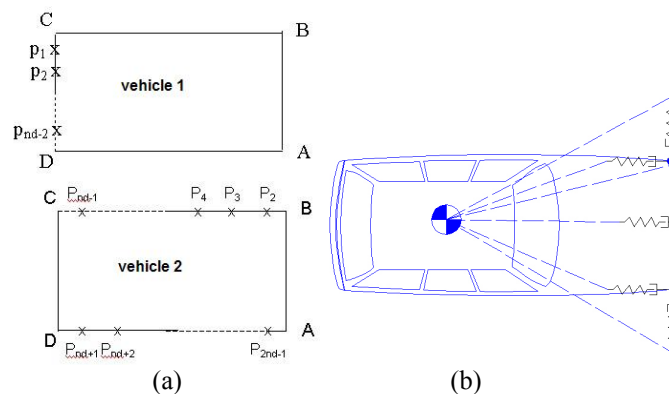 C
B
p1
p2
vehicle 1
pnd-2
D
A
C
Pnd-1
P4
P3
P2
B
vehicle 2
D
A
Pnd+1
Pnd+2
P2nd-1
(a)
(b)